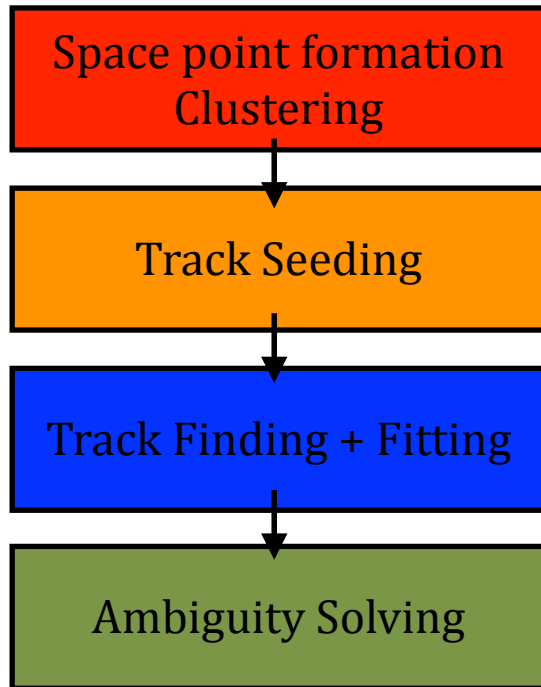 Space point formation
Clustering
Track Seeding
Track Finding + Fitting
Ambiguity Solving